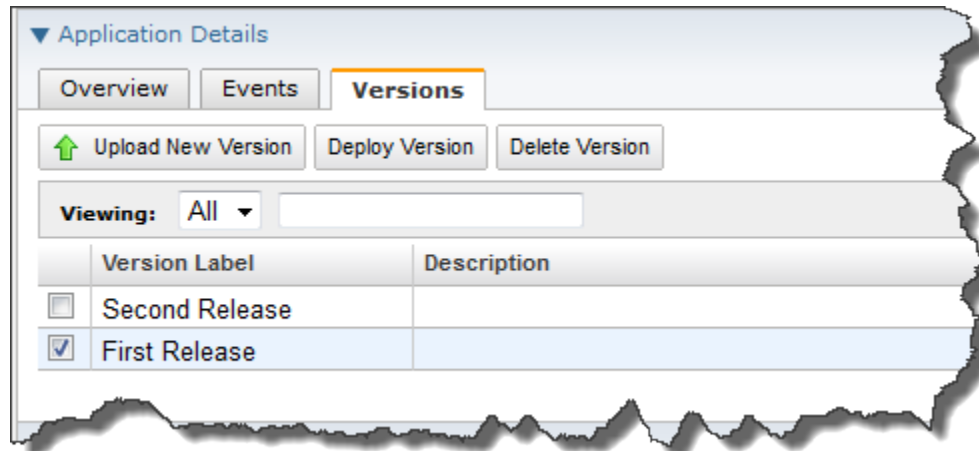 Application Details
Overview Events Versions
Upload New Version Deploy Version Delete Version
Viewing: All
Version Label Description
Second Release
First Release